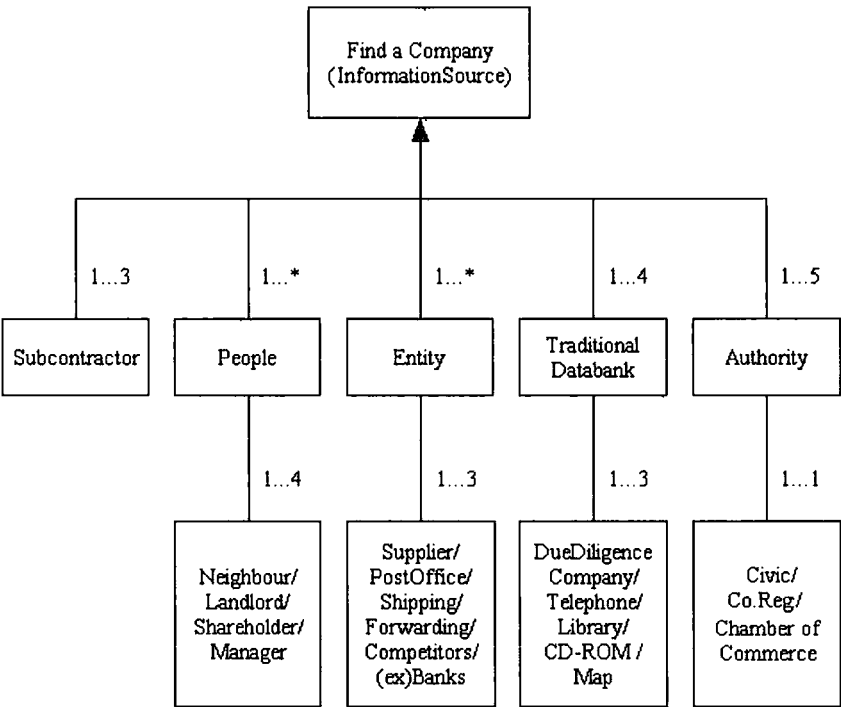 Find a Company
(InformationSource)
1...3
1...*
1...*
1...4
1...5
Subcontractor
People
Entity
Traditional
Databank
Authority
1...4
1...3
1...3
1...1
Neighbour/
Landlord/
Shareholder/
Manager
Supplier/
PostOffice/
Shipping/
Forwarding/
Competitors/
(ex)Banks
DueDiligence
Company/
Telephone/
Library/
CD-ROM /
Map
Civic/
Co.Reg/
Chamber of
Commerce